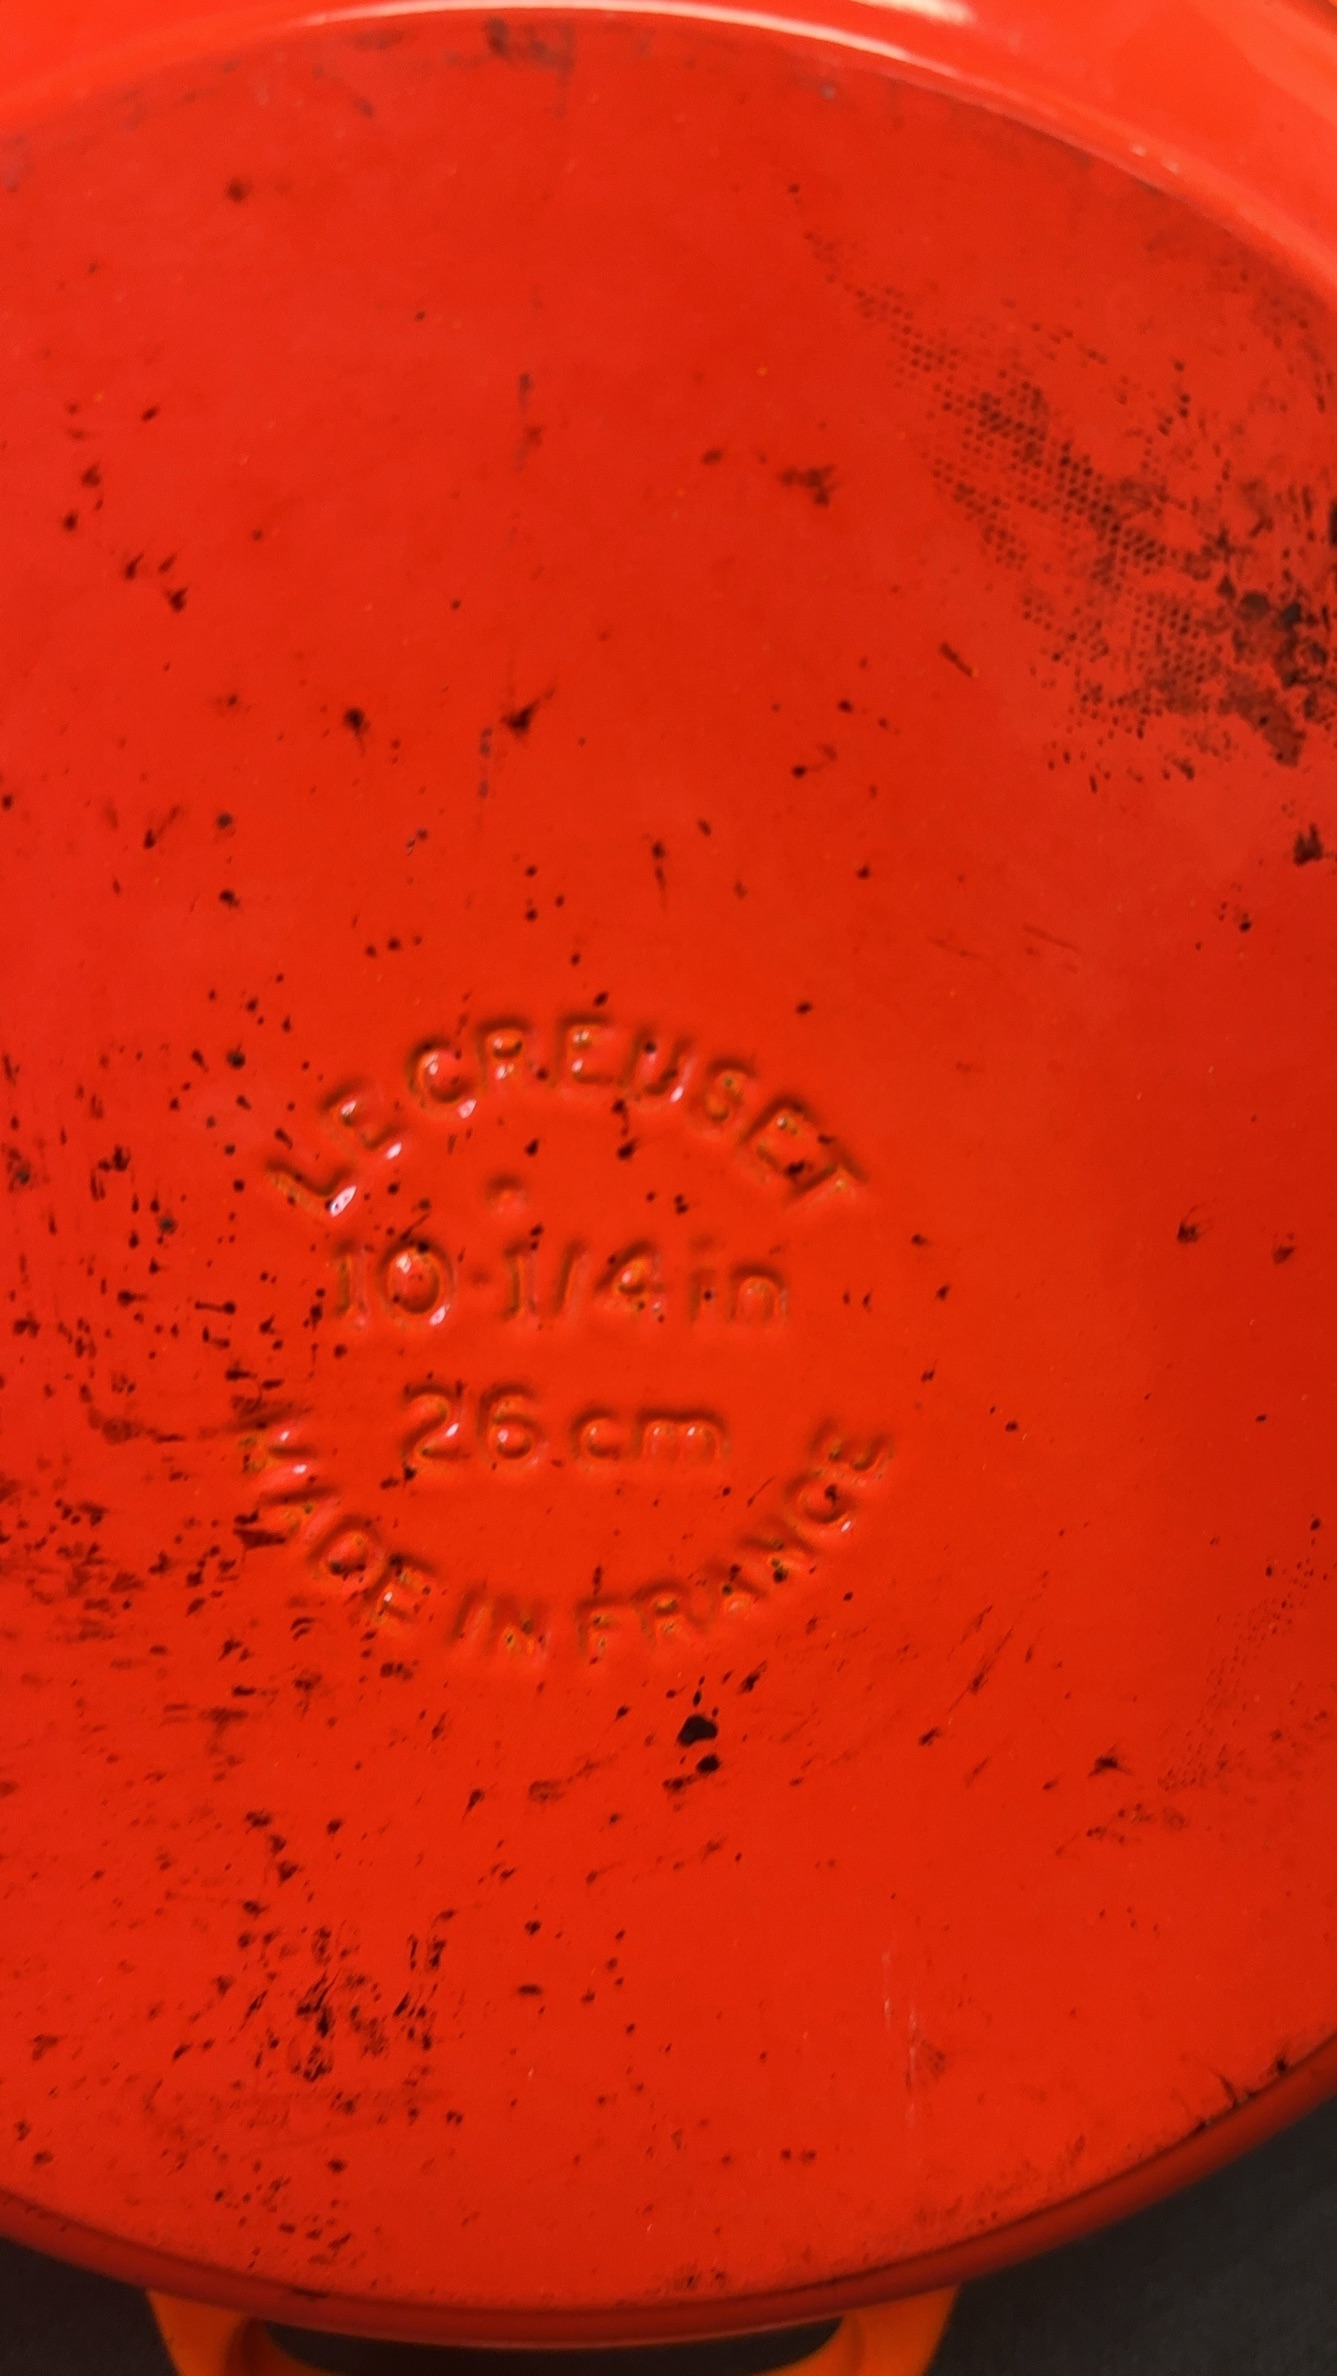 LE CREUSET
10-1/4 in
26 cm
MADE IN FRANCE